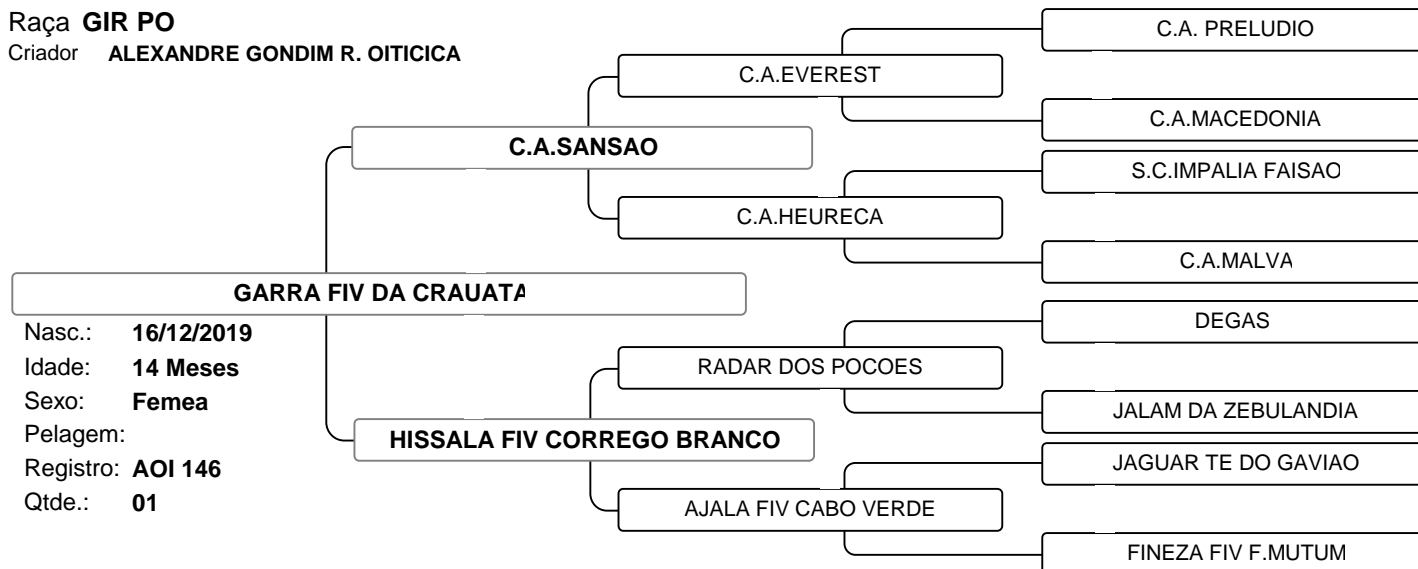 Raça GIR PO
Criador ALEXANDRE GONDIM R. OITICICA
C.A. PRELUDIO
C.A.EVEREST
C.A.MACEDONIA
C.A.SANSAO
S.C.IMPALIA FAISAO
C.A.HEURECA
C.A.MALVA
GARRA FIV DA CRAUATA
Nasc.: 16/12/2019
Idade: 14 Meses
Sexo: Femea
Pelagem:
Registro: AOI 146
Qtde.: 01
DEGAS
RADAR DOS POCOES
JALAM DA ZEBULANDIA
HISSALA FIV CORREGO BRANCO
JAGUAR TE DO GAVIAO
AJALA FIV CABO VERDE
FINEZA FIV F.MUTUM